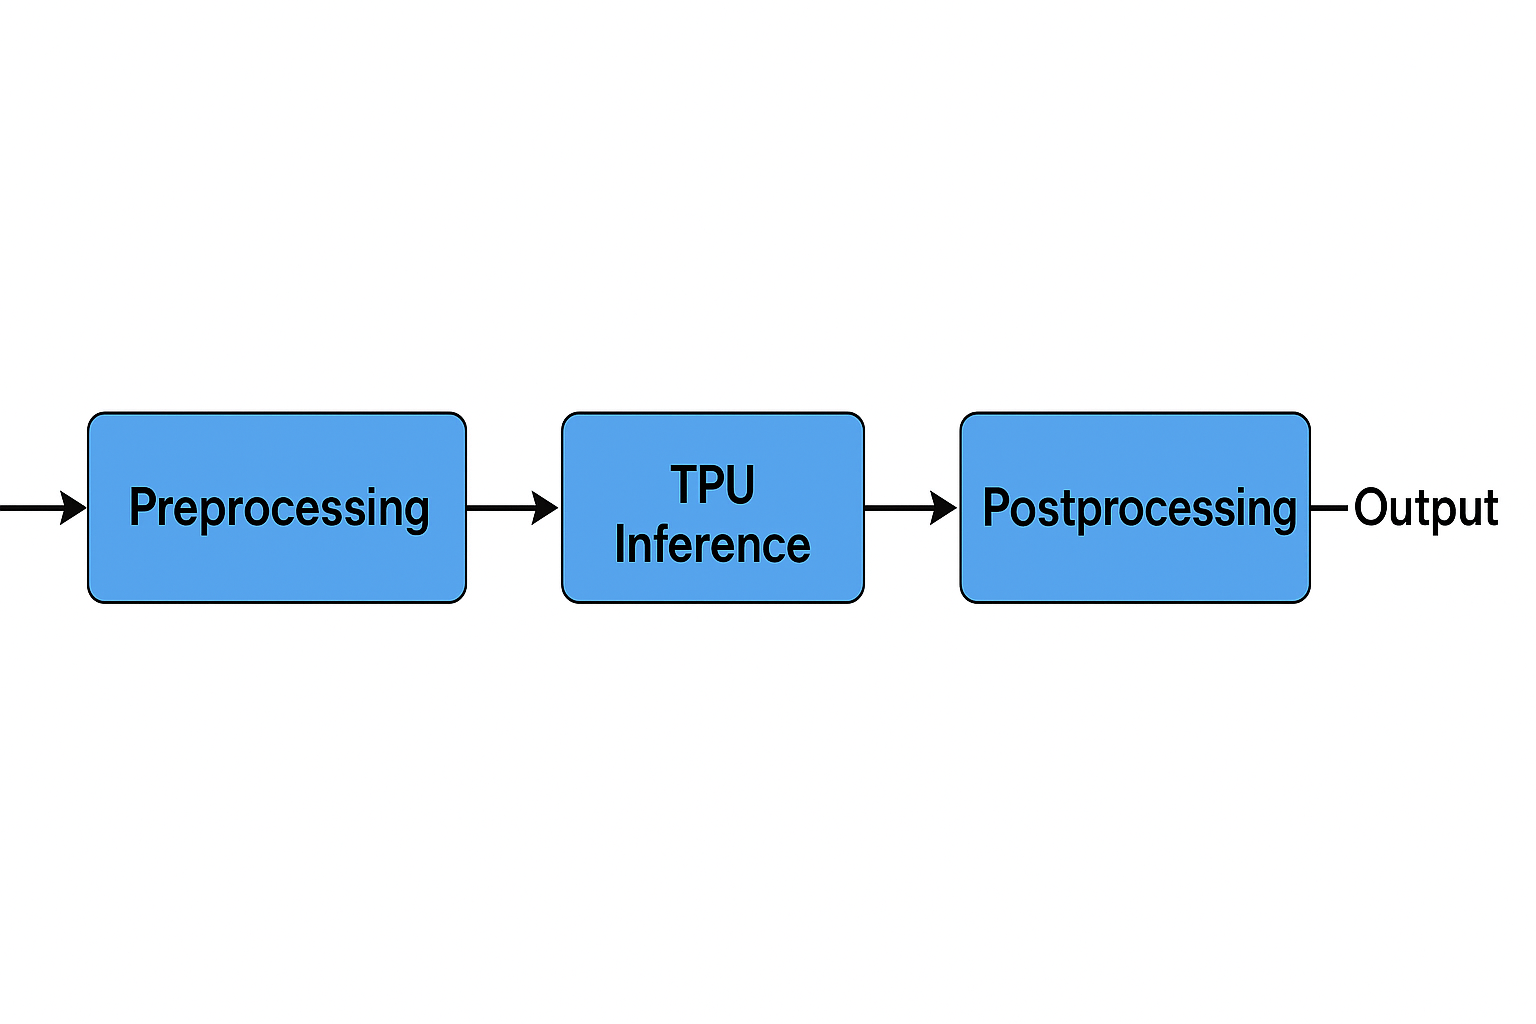 Preprocessing
TPU
Inference
Postprocessing
Output